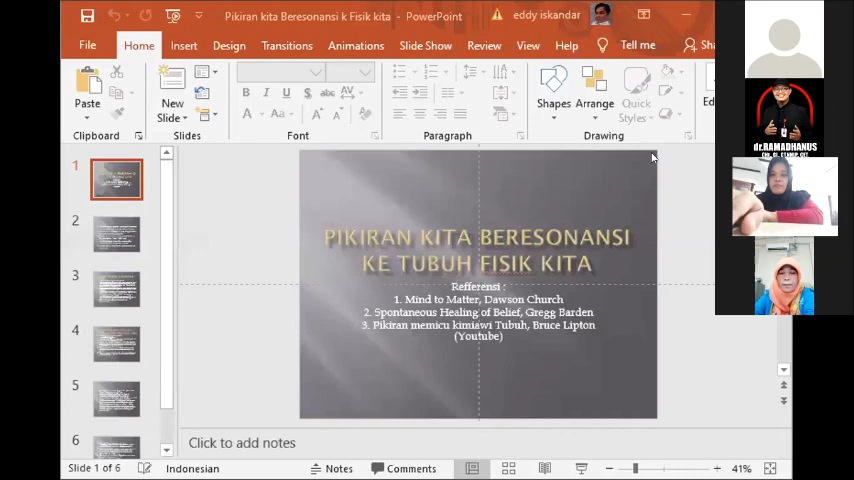 Pikiran kita Beresonansi k Fisik kita - PowerPoint
eddy iskandar
File Home Insert Design Transitions Animations Slide Show Review View Help Tell me Sha
Paste
New
Slide
Shapes Arrange Quick
Styles
Ed
Clipboard Slides Font Paragraph Drawing
dr.RAMADHANUS
1
2
3
4
5
6
PIKIRAN KITA BERESONANSI
KE TUBUH FISIK KITA
Refferensi :
1. Mind to Matter, Dawson Church
2. Spontaneous Healing of Belief, Gregg Barden
3. Pikiran memicu kimiawi Tubuh, Bruce Lipton
(Youtube)
Click to add notes
Slide 1 of 6 Indonesian Notes Comments 41%